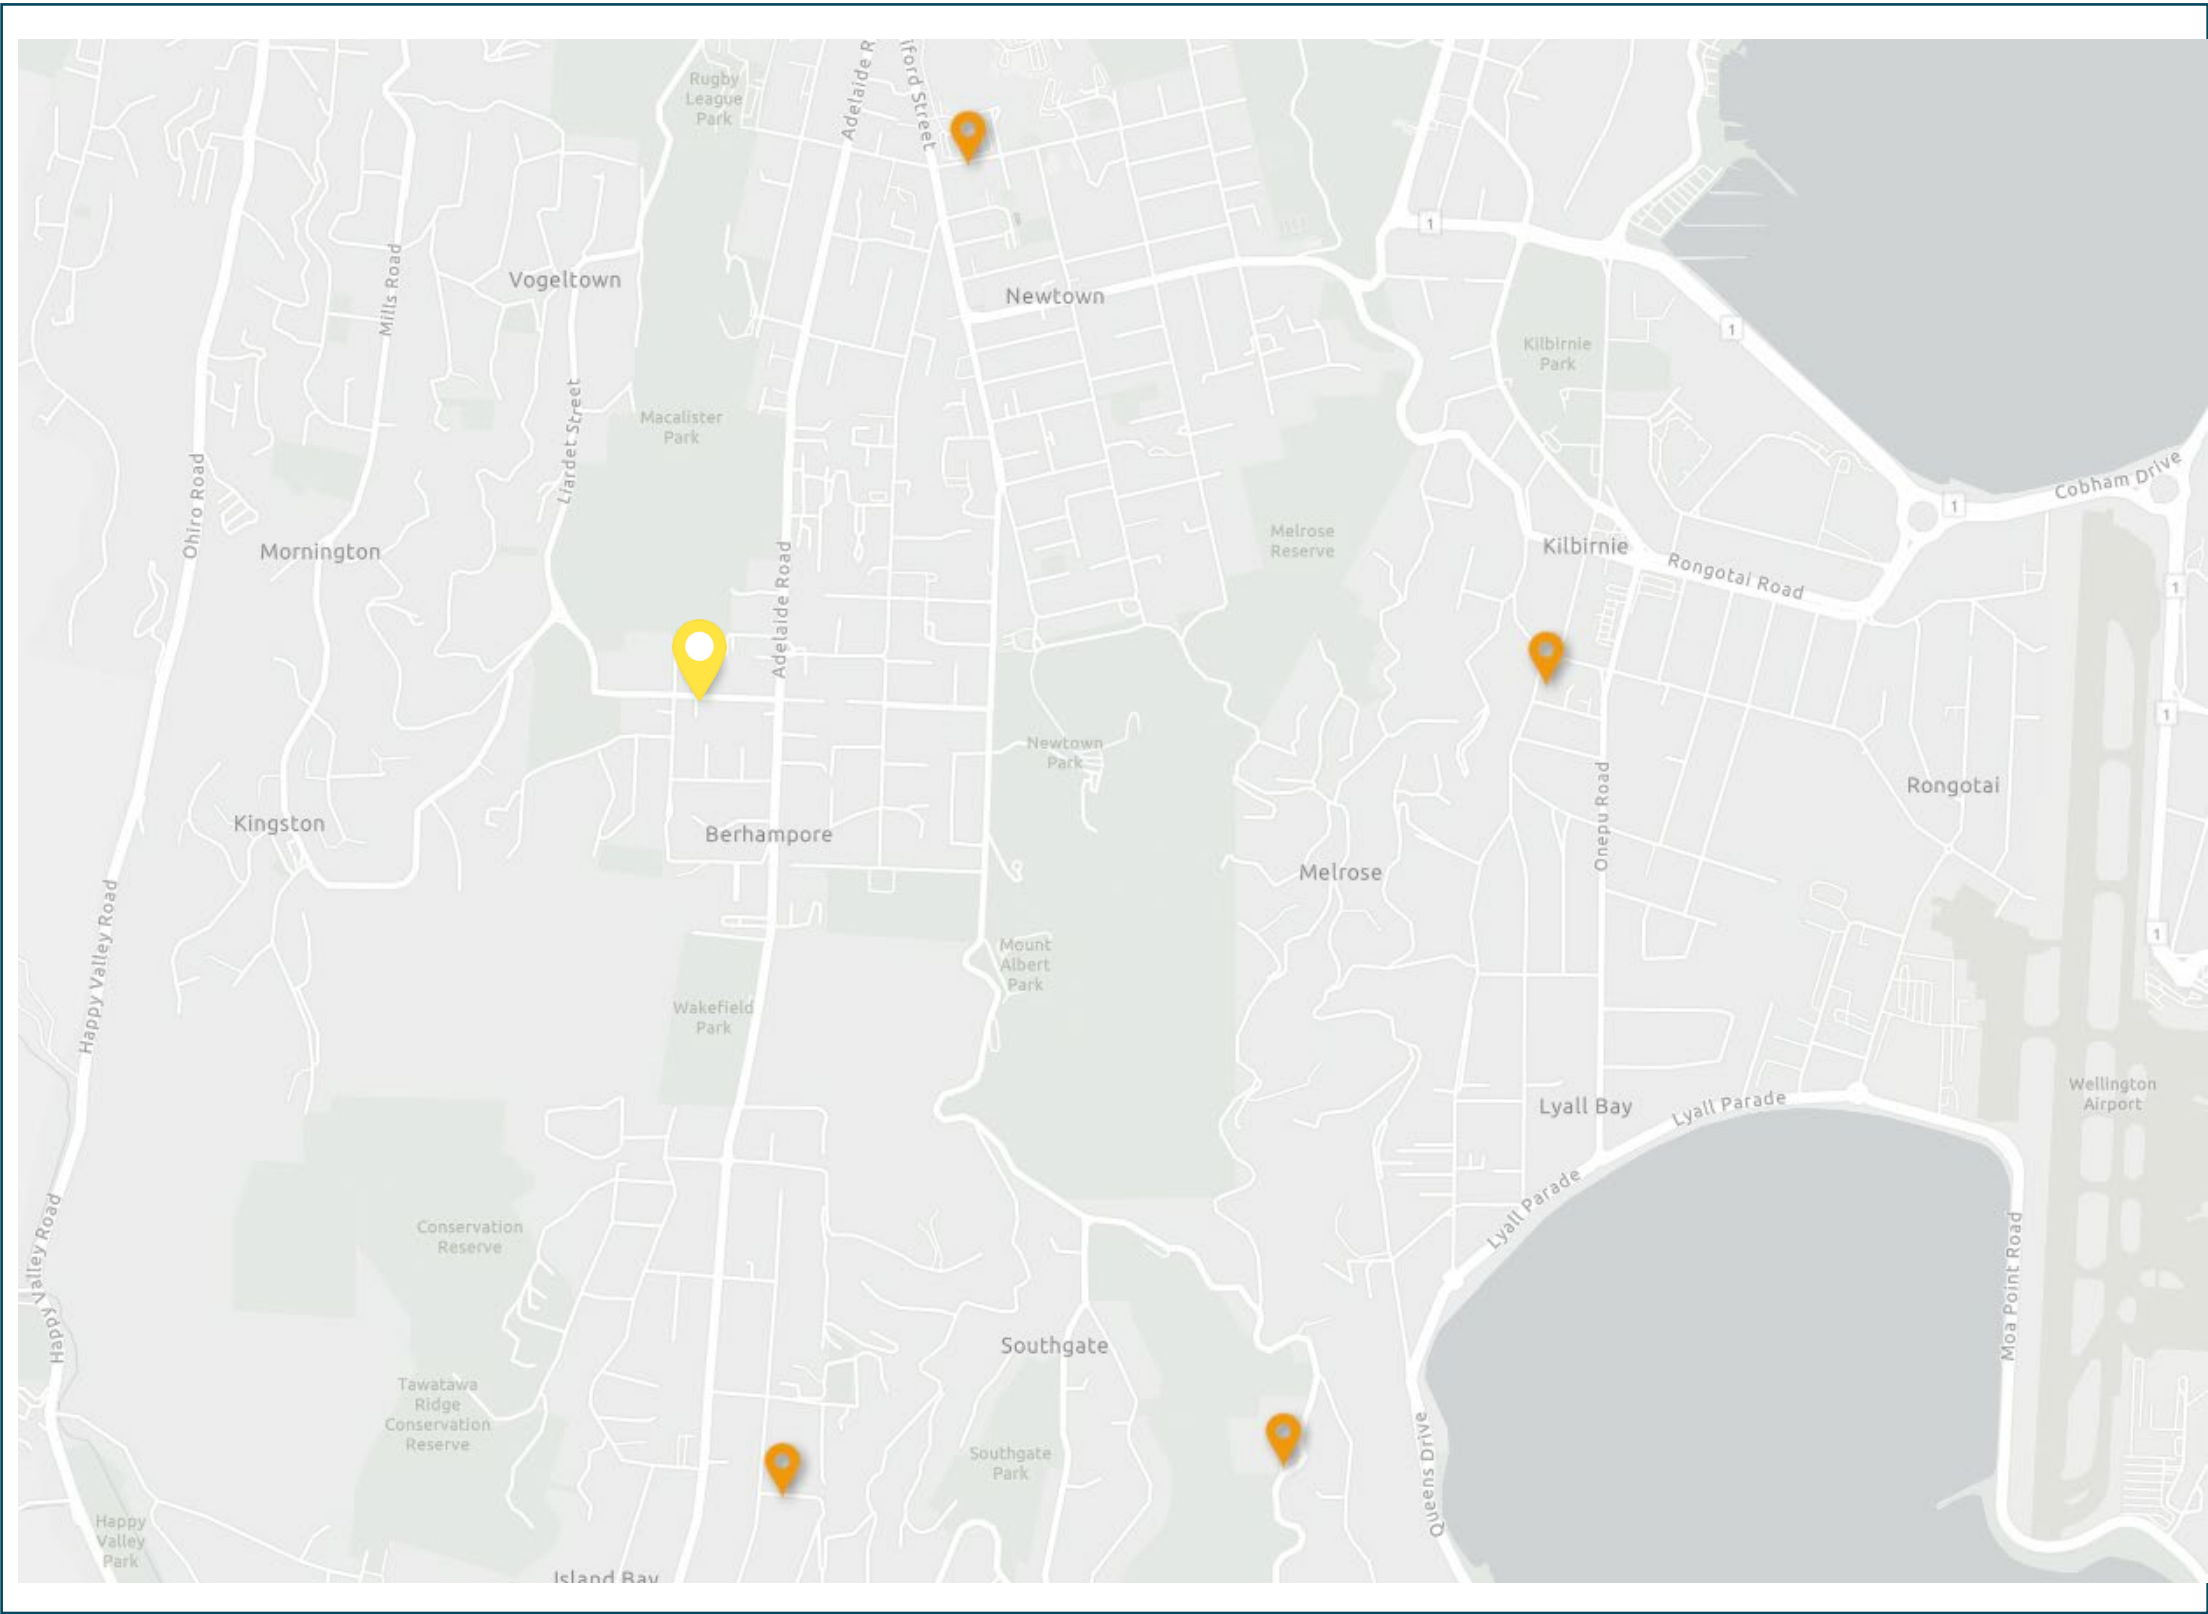 Adelaide R
ford Street
Rugby
League
Park
Adelaide R
1
Mills Road
Vogeltown
Newtown
1
Kilbirnie
Park
Liardet Street
Macalister
Park
Ohiro Road
Cobham Drive
1
Melrose
Reserve
Mornington
Kilbirnie
Rongotai Road
Adelaide Road
1
1
Newtown
Park
Onepu Road
Rongotai
Kingston
Berhampore
Melrose
Happy Valley Road
1
Mount
Albert
Park
Wakefield
Park
Wellington
Airport
Lyall Bay
Lyall Parade
Lyall Parade
Happy Valley Road
Conservation
Reserve
Moa Point Road
Southgate
Tawatawa
Ridge
Conservation
Reserve
Southgate
Park
Queens Drive
Happy
Valley
Park
Island Bay